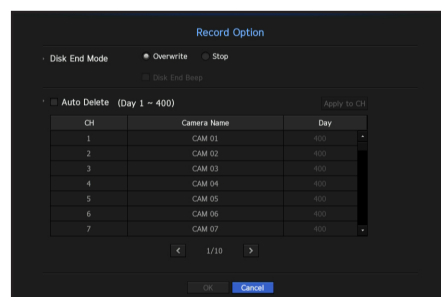 Record Option
Disk End Mode Overwrite Stop
Disk End Beep
Auto Delete (Day 1 ~ 400) Apply to CH
CH Camera Name Day
1 CAM 01 400
2 CAM 02 400
3 CAM 03 400
4 CAM 04 400
5 CAM 05 400
6 CAM 06 400
7 CAM 07 400
< 1/10 >
OK Cancel